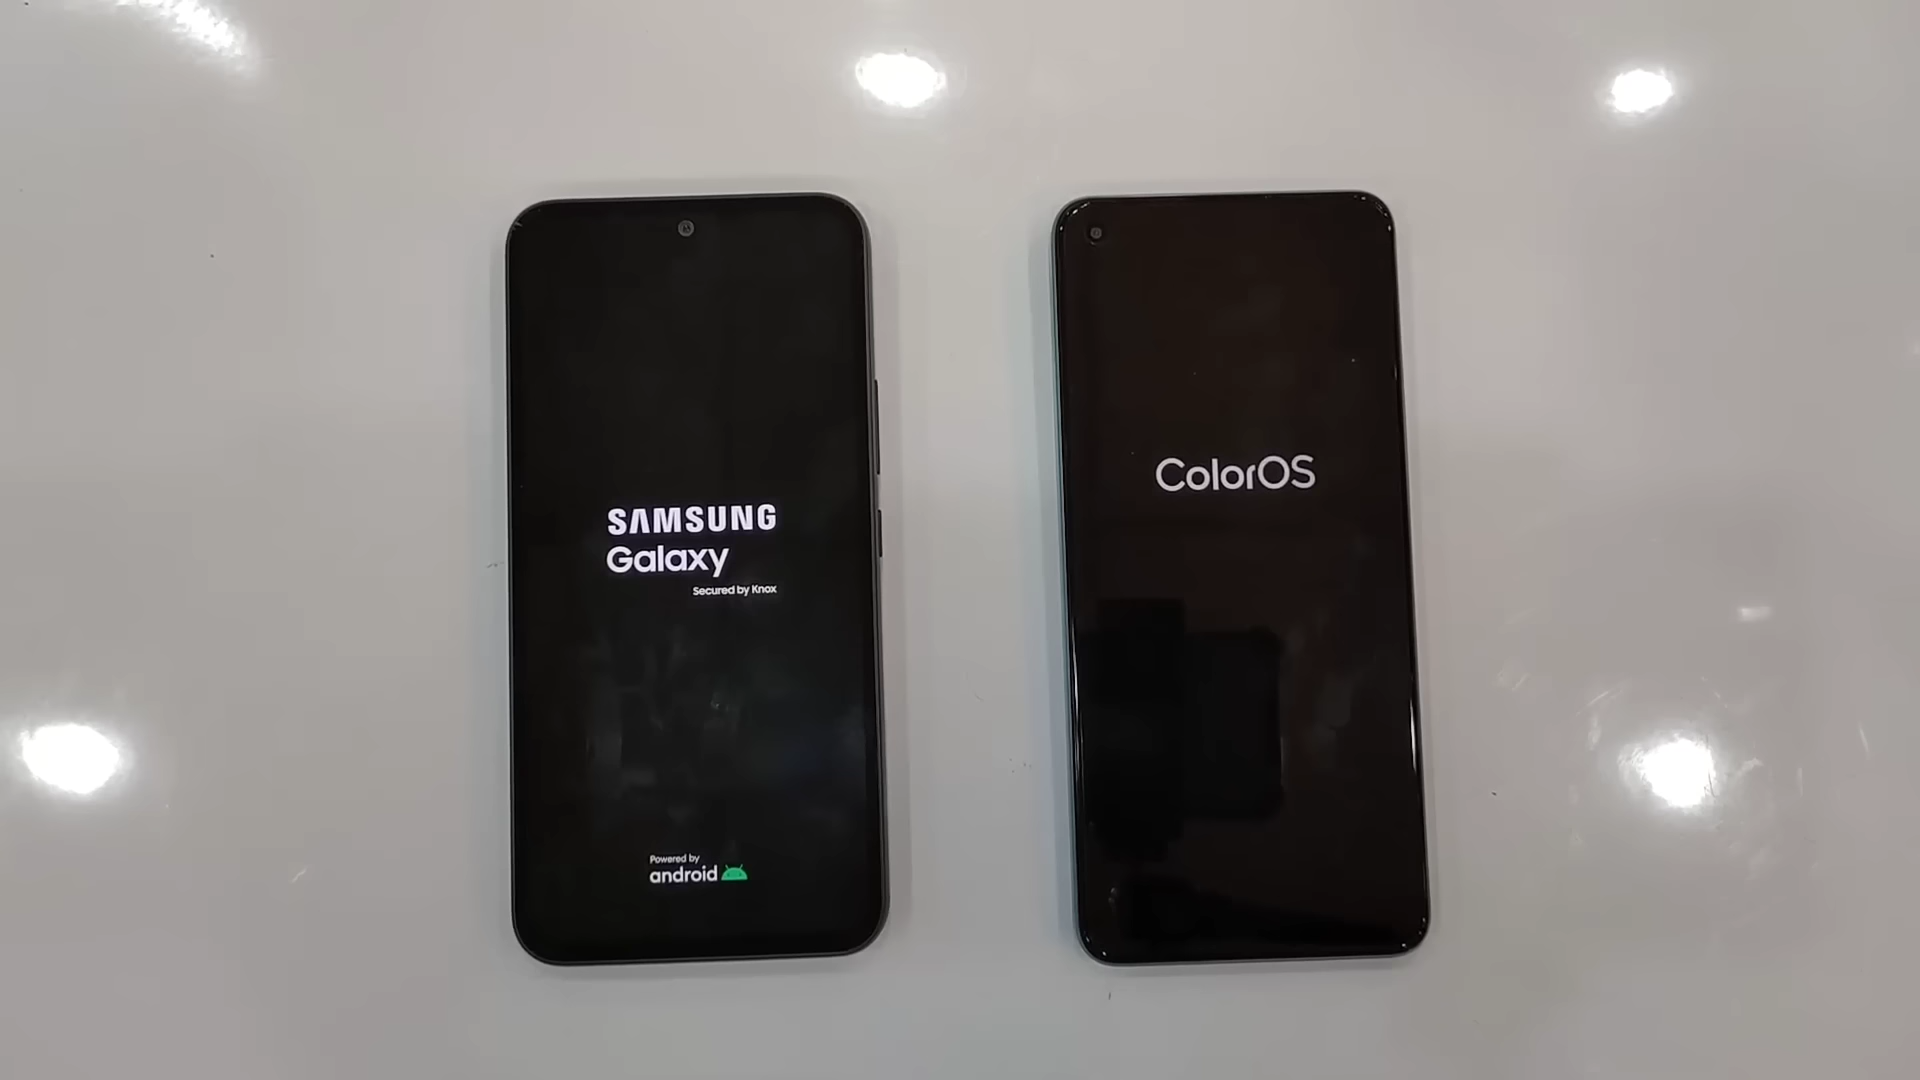 SAMSUNG
Galaxy
Secured by Knox
Powered by
android
ColorOS